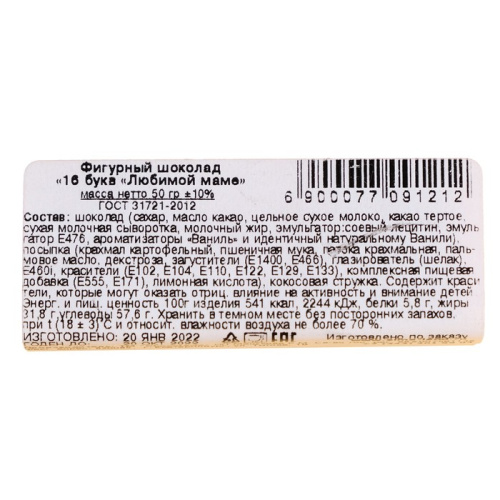 Фигурный шоколад
«16 букв «Любимой маме»
масса нетто 50 гр ±10%
ГОСТ 31721-2012
6 900077 091212
Состав: шоколад (сахар, масло какао, цельное сухое молоко, какао тертое,
сухая молочная сыворотка, молочный жир, эмульгатор:соевый лецитин, эмуль
гатор Е476, ароматизаторы «Ваниль» и идентичный натуральному Ванили),
посыпка (крахмал картофельный, пшеничная мука, патока крахмальная, паль-
мовое масло, декстроза, загустители (Е1400, Е466), глазирователь (шелак),
Е460i, красители (Е102, Е104, Е110, Е122, Е129, Е133), комплексная пищевая
добавка (Е555, Е171), лимонная кислота), кокосовая стружка. Содержит краси
тели, которые могут оказать отриц. влияние на активность и внимание детей
Энерг. и пищ. ценность 100г изделия 541 ккал, 2244 кДж, белки 5,8 г, жиры
31,8 г,углеводы 57,6 г. Хранить в темном месте без посторонних запахов,
при t (18 ± 3)˚С и относит. влажности воздуха не более 70 %.
ИЗГОТОВЛЕНО: 20 ЯНВ 2022
Изготовлено по заказу
ГОДЕН ДО